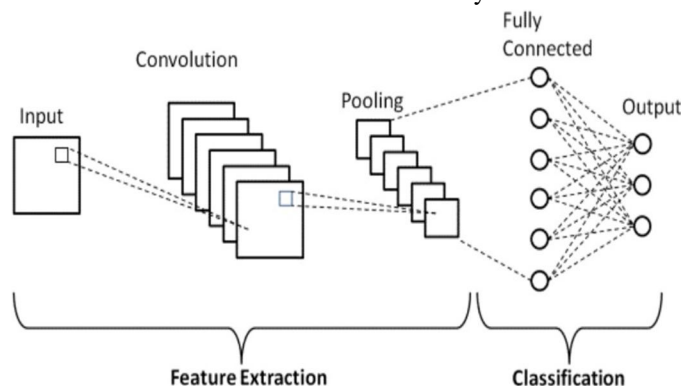 Fully
Connected
Convolution
Pooling
Output
Input
Feature Extraction
Classification